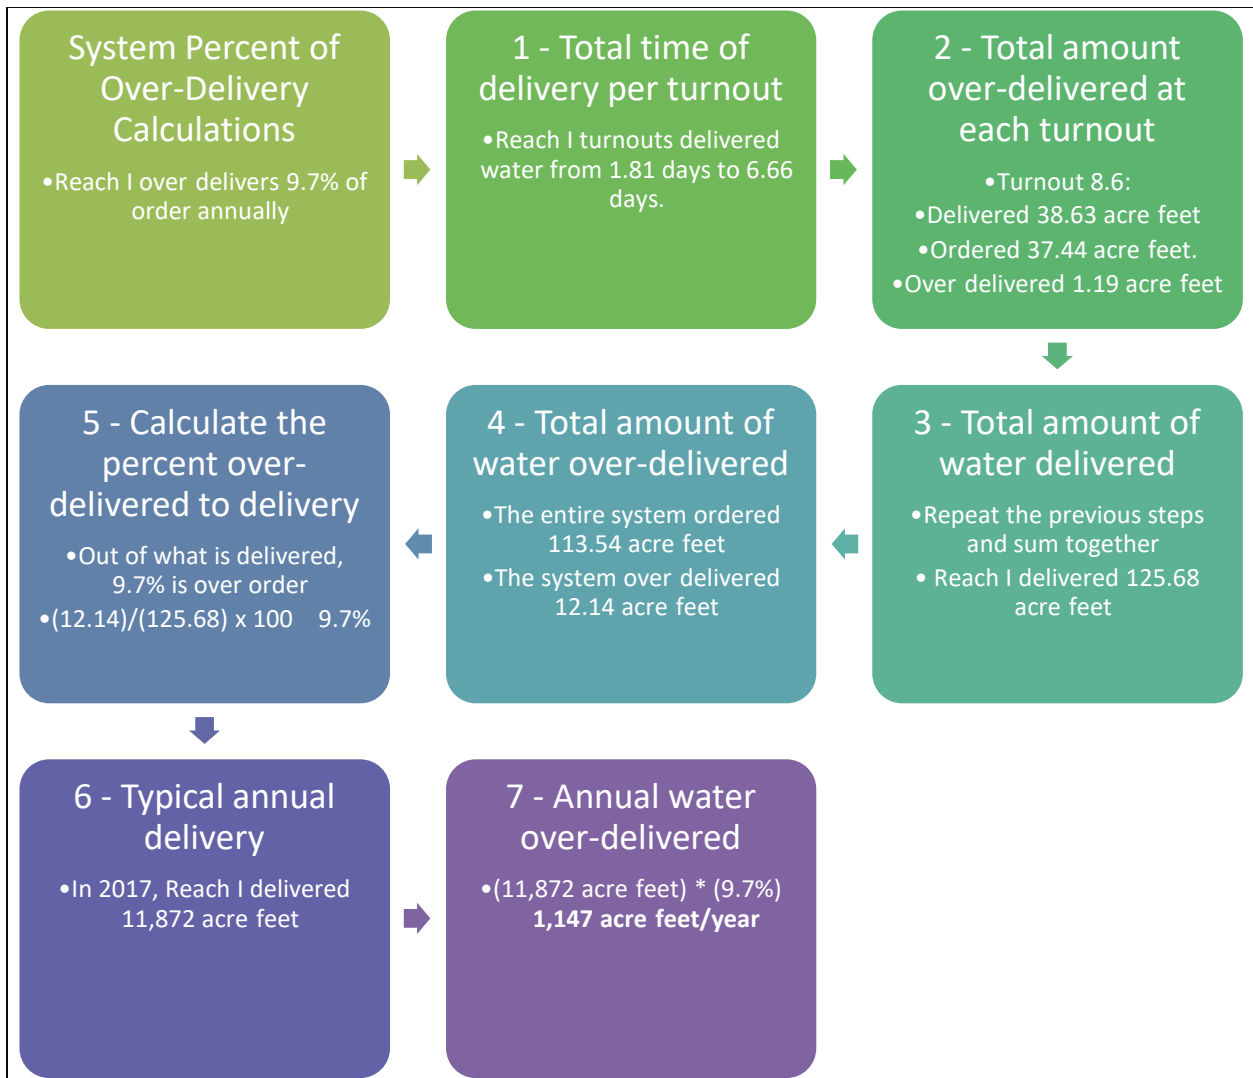 System Percent of
Over-Delivery
Calculations
•Reach I over delivers 9.7% of
order annually
1 - Total time of
delivery per turnout
•Reach I turnouts delivered
water from 1.81 days to 6.66
days.
2 - Total amount
over-delivered at
each turnout
•Turnout 8.6:
•Delivered 38.63 acre feet
•Ordered 37.44 acre feet.
•Over delivered 1.19 acre feet
3 - Total amount of
water delivered
•Repeat the previous steps
and sum together
• Reach I delivered 125.68
acre feet
4 - Total amount of
water over-delivered
•The entire system ordered
113.54 acre feet
•The system over delivered
12.14 acre feet
5 - Calculate the
percent over-
delivered to delivery
•Out of what is delivered,
9.7% is over order
•(12.14)/(125.68) x 100 9.7%
6 - Typical annual
delivery
•In 2017, Reach I delivered
11,872 acre feet
7 - Annual water
over-delivered
•(11,872 acre feet) * (9.7%)
1,147 acre feet/year